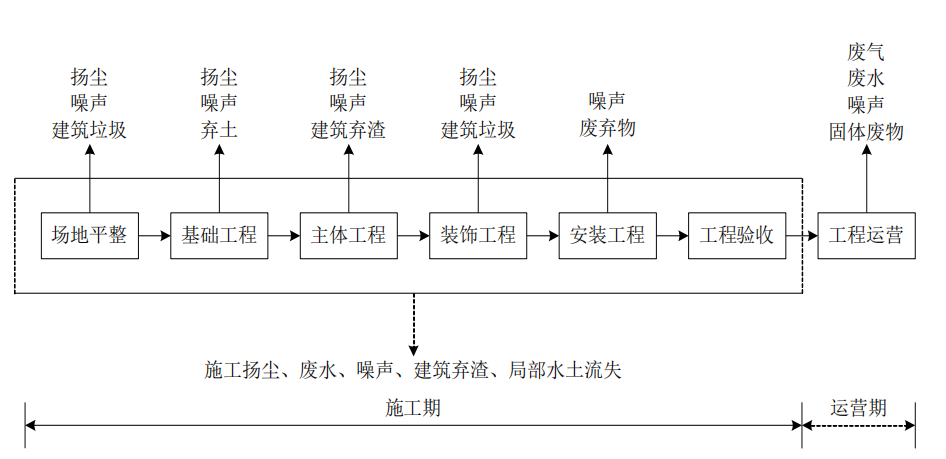 扬尘
噪声
建筑垃圾
扬尘
噪声
弃土
扬尘
噪声
建筑弃渣
扬尘
噪声
建筑垃圾
噪声
废弃物
废气
废水
噪声
固体废物
场地平整
基础工程
主体工程
装饰工程
安装工程
工程验收
工程运营
施工扬尘、废水、噪声、建筑弃渣、局部水土流失
施工期
运营期